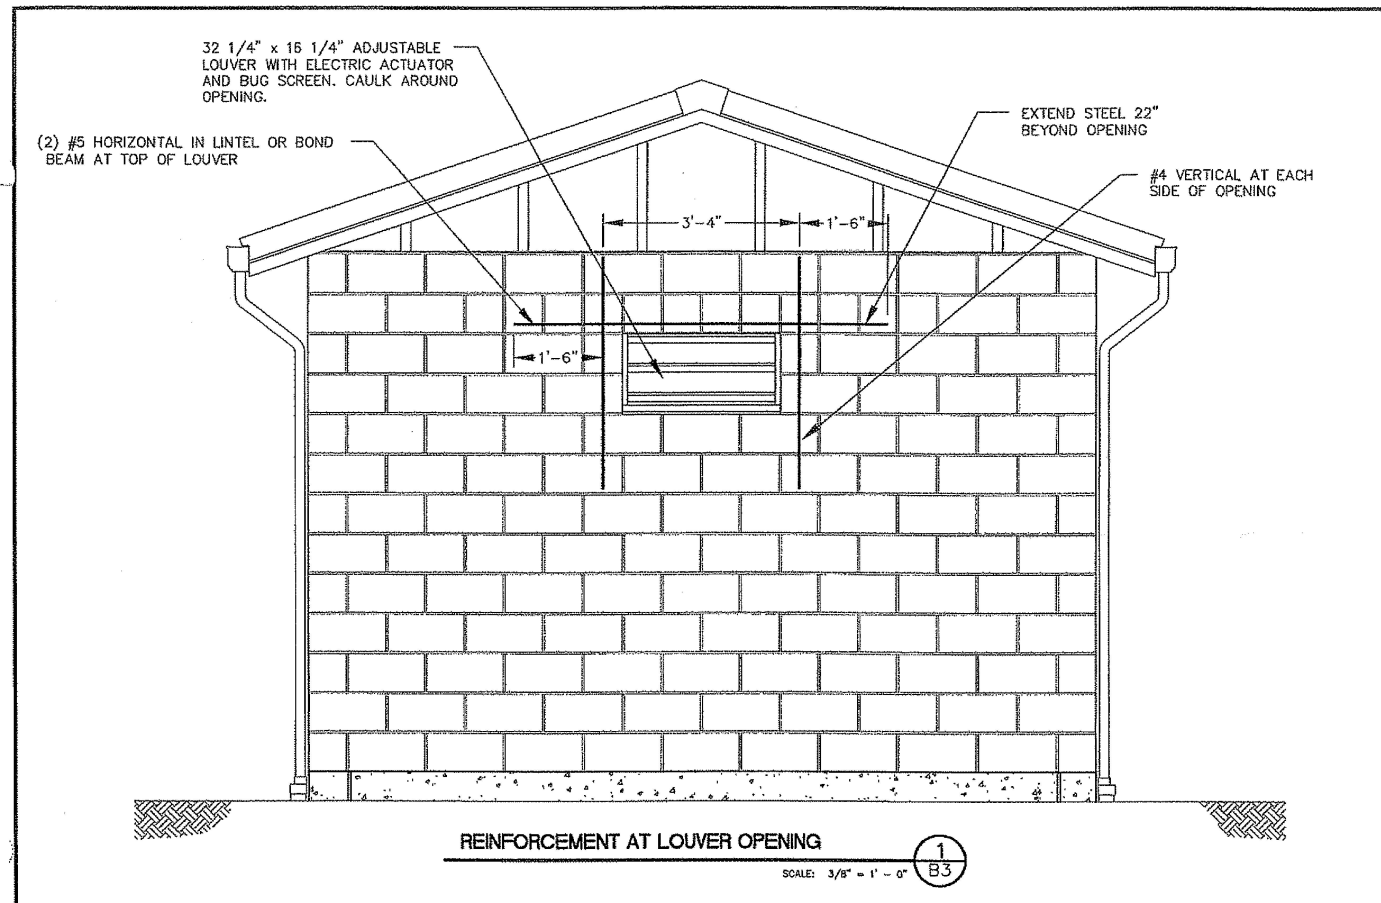 32 1/4" x 16 1/4" ADJUSTABLE
LOUVER WITH ELECTRIC ACTUATOR
AND BUG SCREEN. CAULK AROUND
OPENING.
(2) #5 HORIZONTAL IN LINTEL OR BOND
BEAM AT TOP OF LOUVER
EXTEND STEEL 22"
BEYOND OPENING
#4 VERTICAL AT EACH
SIDE OF OPENING
3'-4"
1'-6"
1'-6"
REINFORCEMENT AT LOUVER OPENING
SCALE: 3/8" = 1' - 0"
1
B3